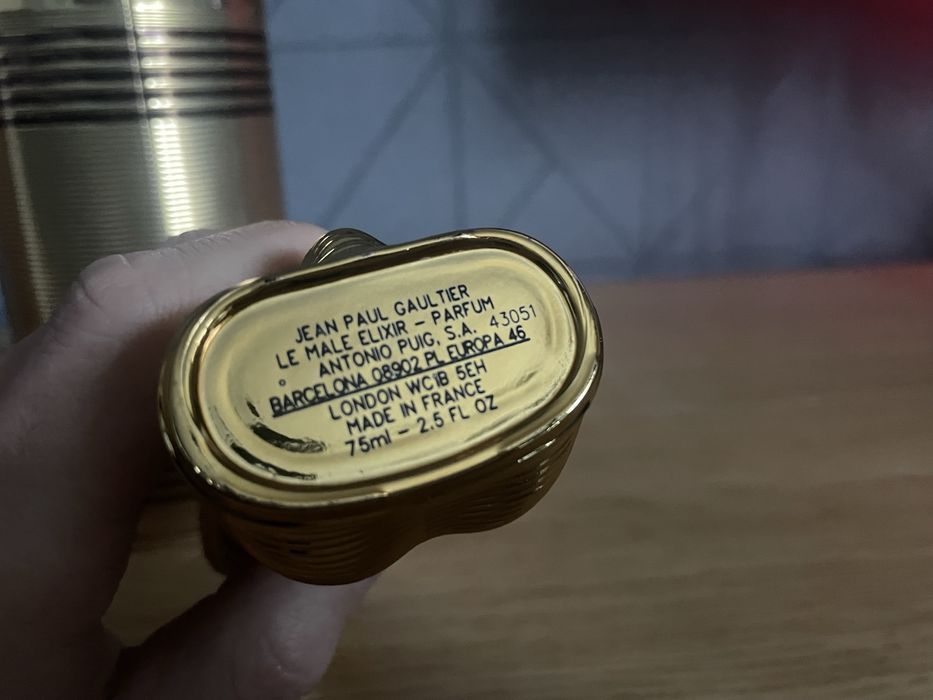 JEAN PAUL GAULTIER
LE MALE ELIXIR – PARFUM
ANTONIO PUIG, S.A. 43051
BARCELONA 08902 PL EUROPA 46
LONDON WC1B 5EH
MADE IN FRANCE
75ml – 2.5 FL OZ